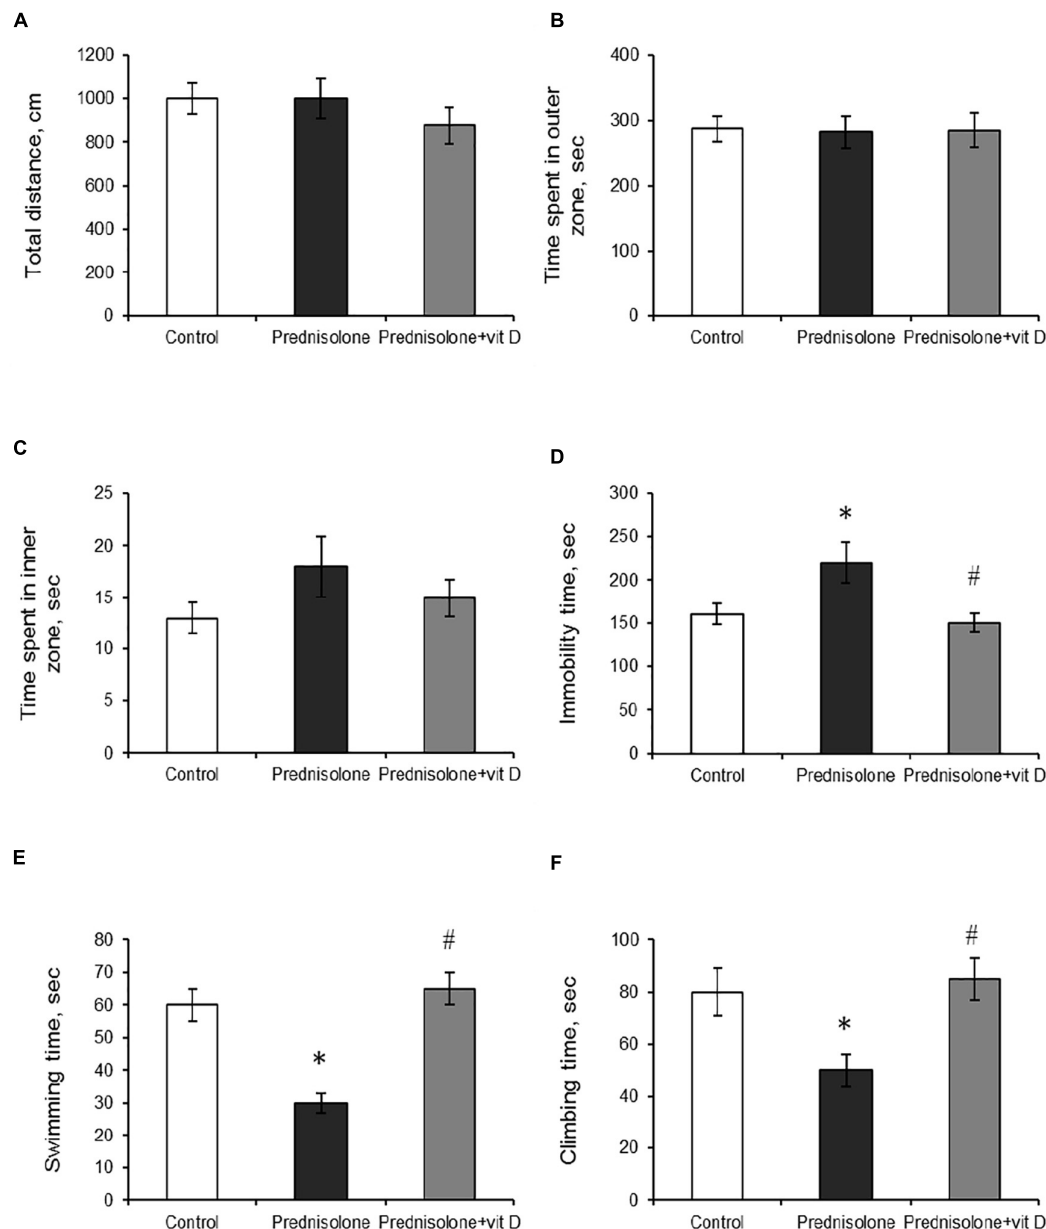 A
Total distance, cm
1200
1000
800
600
400
200
0
Control Prednisolone Prednisolone+vit D
B
Time spent in outer
zone, sec
400
300
200
100
0
Control Prednisolone Prednisolone+vit D
C
Time spent in inner
zone, sec
25
20
15
10
5
0
Control Prednisolone Prednisolone+vit D
D
Immobility time, sec
300
250
200
150
100
50
0
*
#
Control Prednisolone Prednisolone+vit D
E
Swimming time, sec
80
70
60
50
40
30
20
10
0
*
#
Control Prednisolone Prednisolone+vit D
F
Climbing time, sec
100
80
60
40
20
0
*
#
Control Prednisolone Prednisolone+vit D